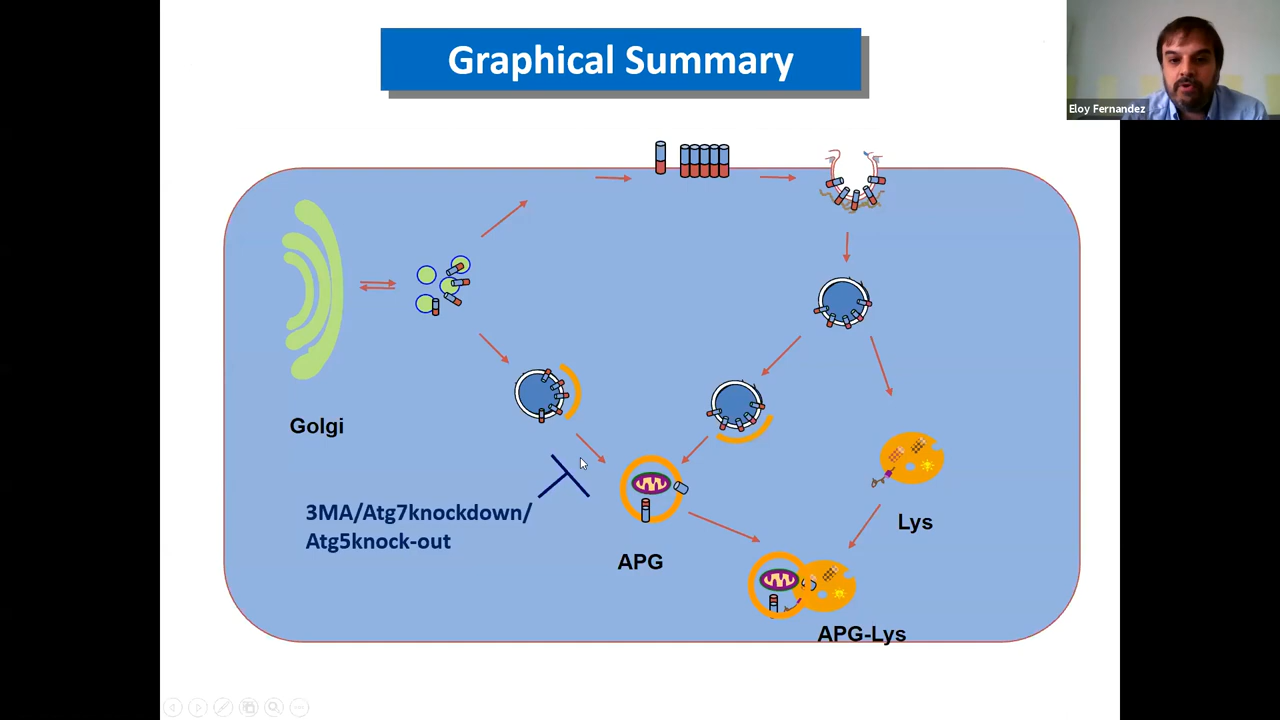 Graphical Summary
Eloy Fernandez
Golgi
3MA/Atg7knockdown/
Atg5knock-out
APG
Lys
APG-Lys